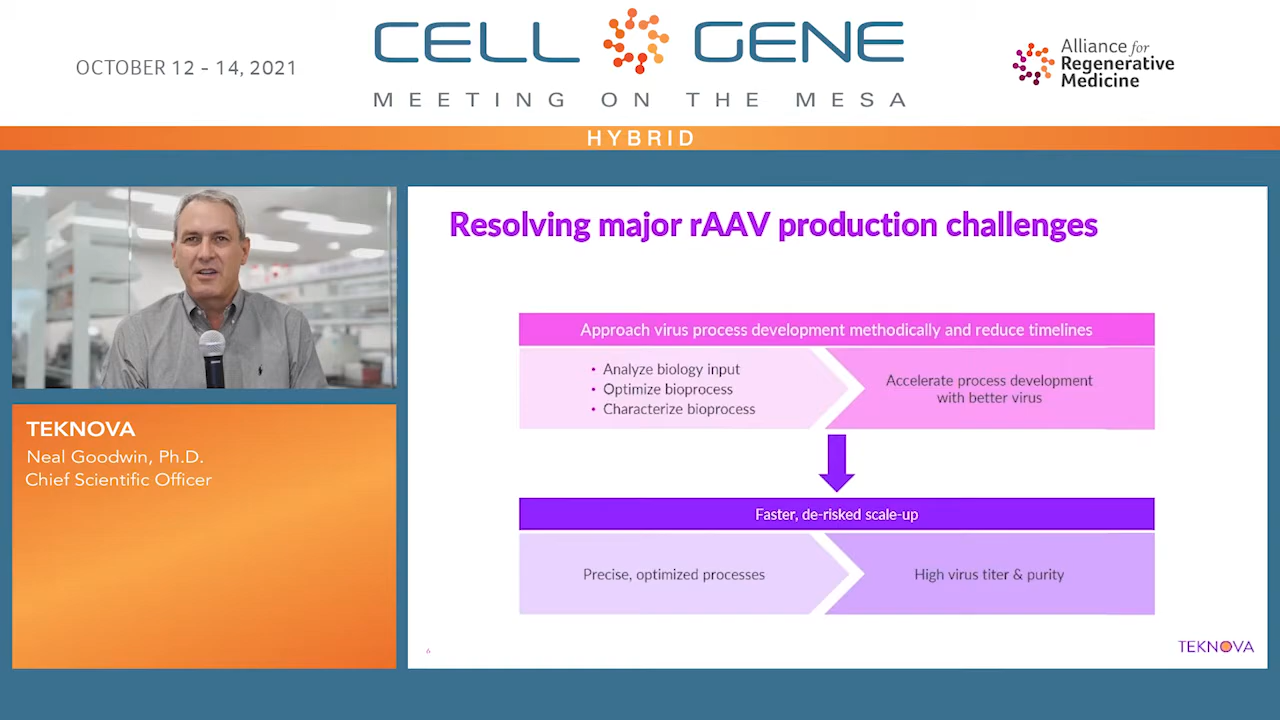 OCTOBER 12 - 14, 2021
CELL GENE
MEETING ON THE MESA
Alliance for
Regenerative
Medicine
HYBRID
TEKNOVA
Neal Goodwin, Ph.D.
Chief Scientific Officer
Resolving major rAAV production challenges
Approach virus process development methodically and reduce timelines
• Analyze biology input
• Optimize bioprocess
• Characterize bioprocess
Accelerate process development
with better virus
Faster, de-risked scale-up
Precise, optimized processes
High virus titer & purity
6
TEKNOVA